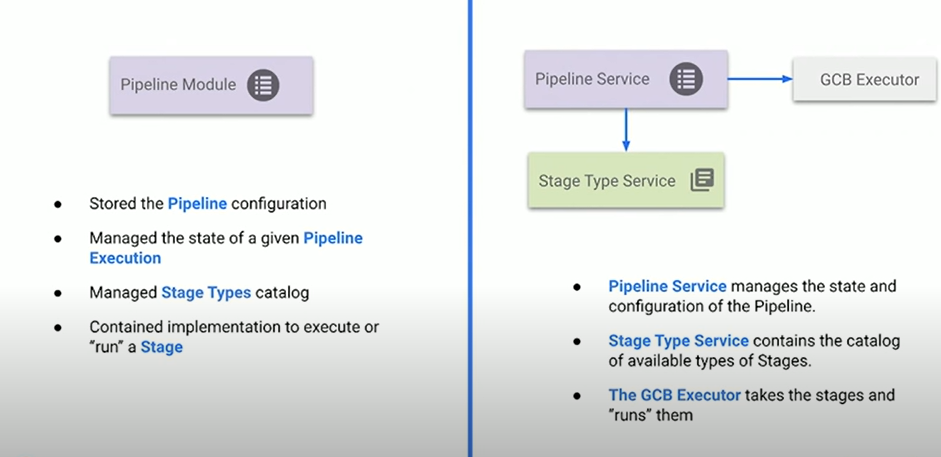 Pipeline Module
● Stored the Pipeline configuration
● Managed the state of a given Pipeline
Execution
● Managed Stage Types catalog
● Contained implementation to execute or
“run” a Stage
Pipeline Service
GCB Executor
Stage Type Service
● Pipeline Service manages the state and
configuration of the Pipeline.
● Stage Type Service contains the catalog
of available types of Stages.
● The GCB Executor takes the stages and
“runs” them